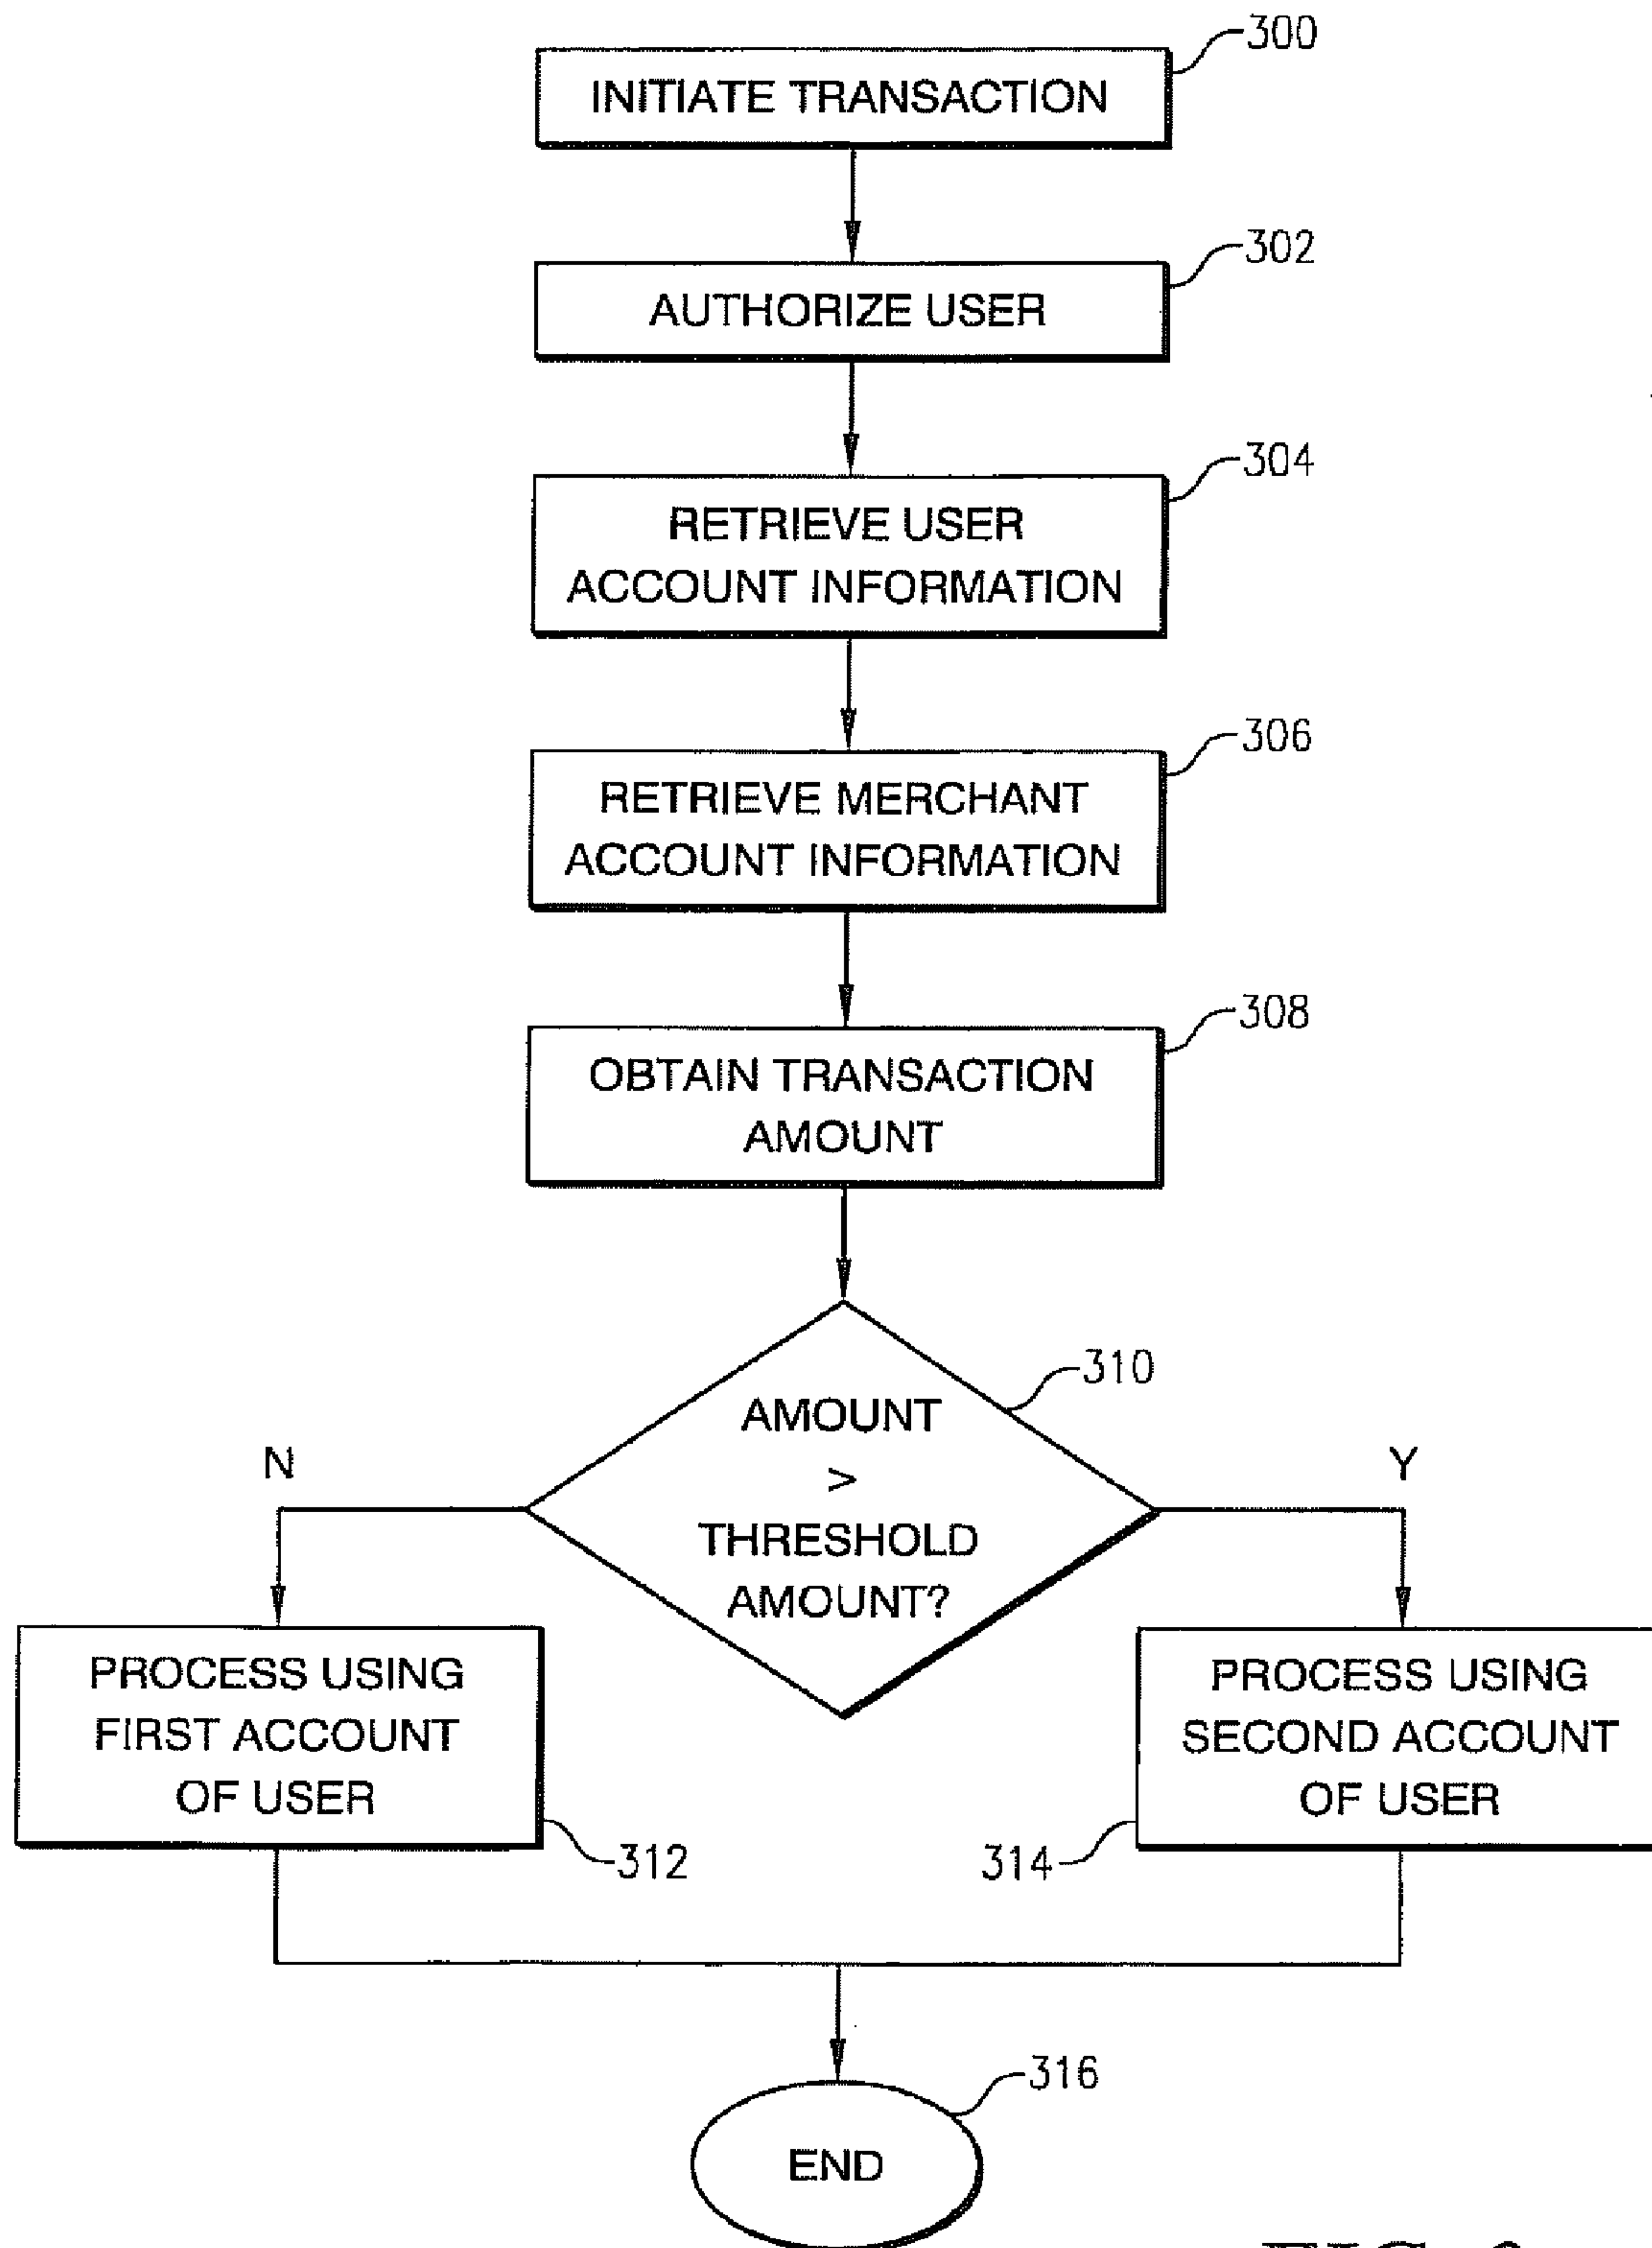 300
INITIATE TRANSACTION
302
AUTHORIZE USER
304
RETRIEVE USER
ACCOUNT INFORMATION
306
RETRIEVE MERCHANT
ACCOUNT INFORMATION
308
OBTAIN TRANSACTION
AMOUNT
310
AMOUNT
>
THRESHOLD
AMOUNT?
N
Y
PROCESS USING
FIRST ACCOUNT
OF USER
312
PROCESS USING
SECOND ACCOUNT
OF USER
314
316
END